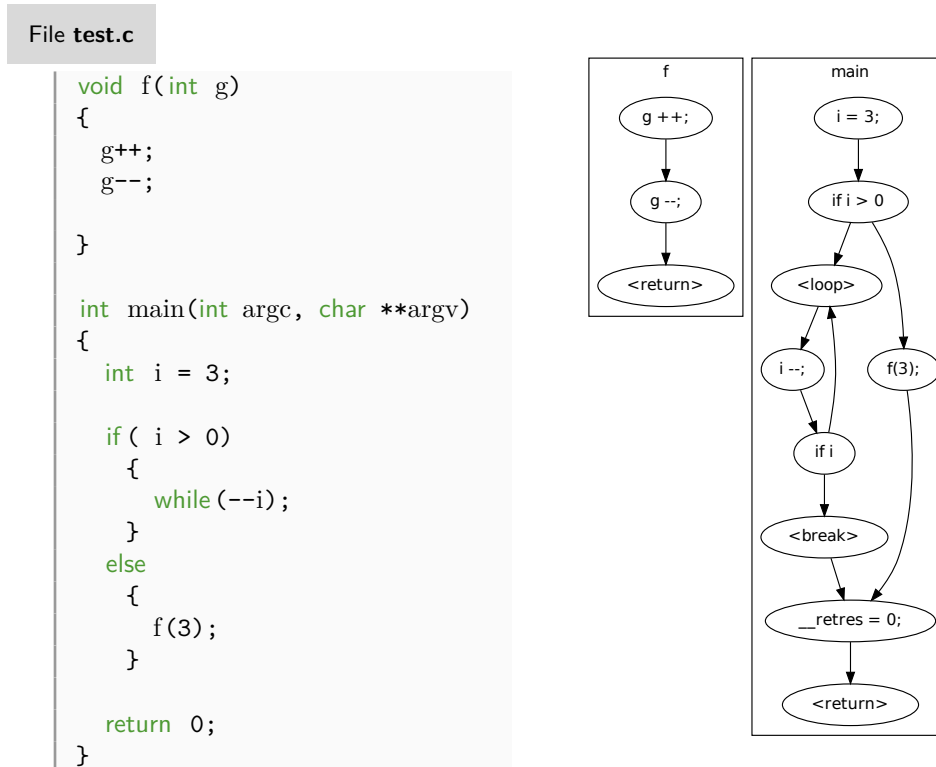 File test.c
void f(int g)
{
g++;
g--;
}
int main(int argc, char **argv)
{
int i = 3;
if ( i > 0)
{
while(--i);
}
else
{
f(3);
}
return 0;
}
f
g ++;
g --;
<return>
main
i = 3;
if i > 0
<loop>
i --;
f(3);
if i
<break>
__retres = 0;
<return>